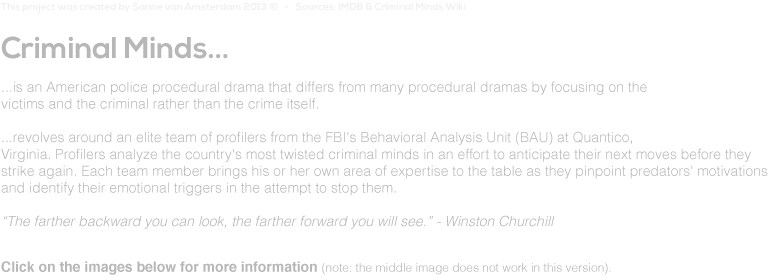 This project was created by Sanne van Amsterdam, 2013 © - Sources: IMDB & Criminal Minds Wiki
Criminal Minds...
...is an American police procedural drama that differs from many procedural dramas by focusing on the
victims and the criminal rather than the crime itself.
...revolves around an elite team of profilers from the FBI's Behavioral Analysis Unit (BAU) at Quantico,
Virginia. Profilers analyze the country's most twisted criminal minds in an effort to anticipate their next moves before they
strike again. Each team member brings his or her own area of expertise to the table as they pinpoint predators' motivations
and identify their emotional triggers in the attempt to stop them.
“The farther backward you can look, the farther forward you will see.” - Winston Churchill
Click on the images below for more information (note: the middle image does not work in this version).